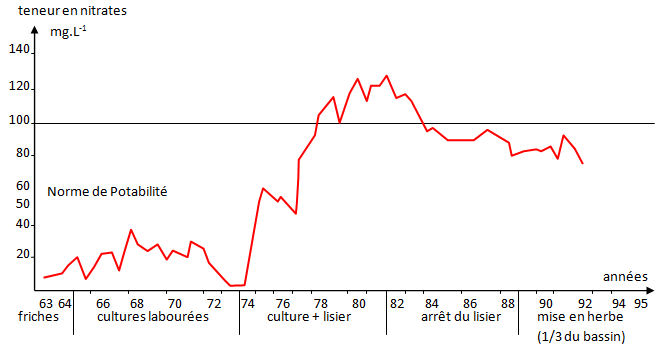 teneur en nitrates
mg.L-1
140
120
100
80
60
Norme de Potabilité
50
40
20
années
63 64 66 68 70 72 74 76 78 80 82 84 86 88 90 92 94 95
friches cultures labourées culture + lisier arrêt du lisier mise en herbe
(1/3 du bassin)